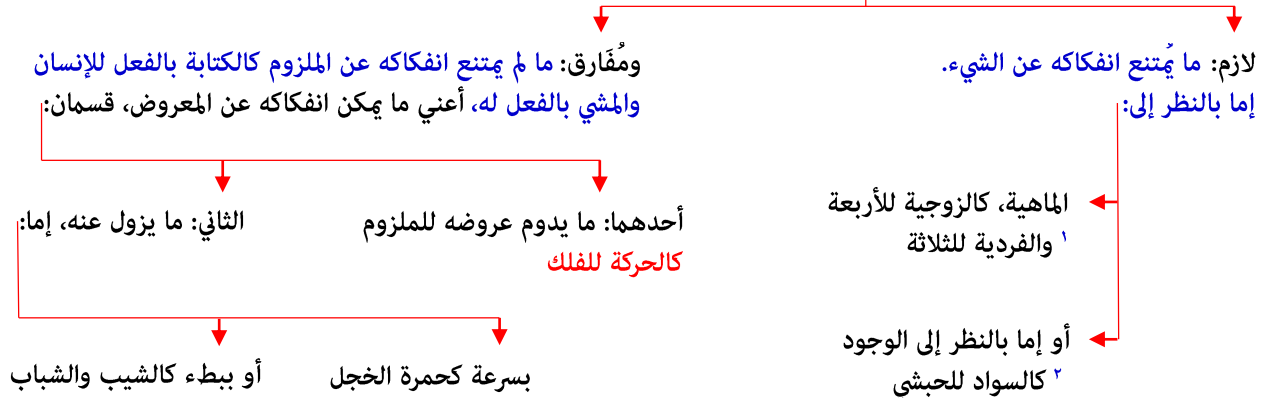 لازم: ما يُمتنع انفكاكه عن الشيء.
إما بالنظر إلى:
الماهية، كالزوجية للأربعة
والفردية للثلاثة ١
أو إما بالنظر إلى الوجود
كالسواد للحبشى ٢
ومُفَارق: ما لم يمتنع انفكاكه عن الملزوم كالكتابة بالفعل للإنسان
والمشي بالفعل له، أعني ما يمكن انفكاكه عن المعروض، قسمان:
أحدهما: ما يدوم عروضه للملزوم
كالحركة للفلك
الثاني: ما يزول عنه، إما:
بسرعة كحمرة الخجل
أو ببطء كالشيب والشباب